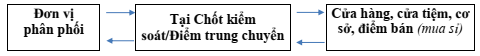 Đơn vị
phân phối
Tại Chốt kiểm
soát/Điểm trung chuyển
Cửa hàng, cửa tiệm, cơ
sở, điểm bán (mua sỉ)